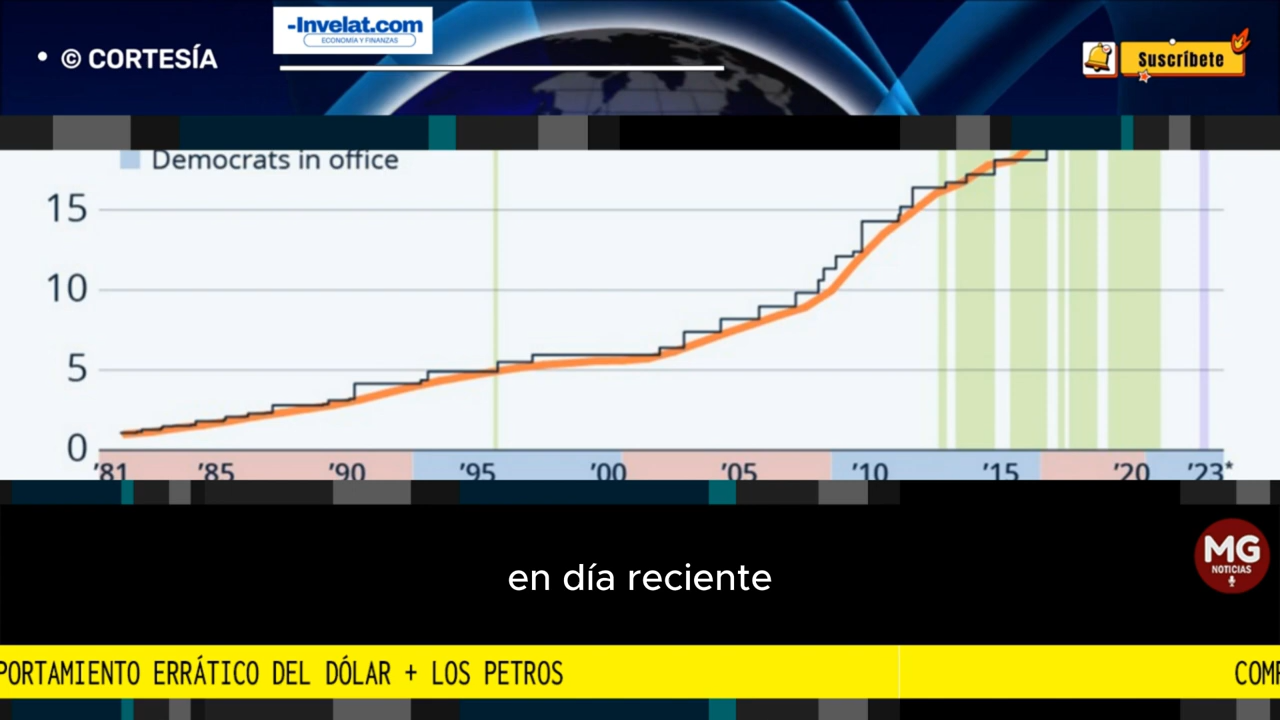 • © CORTESÍA
-Invelat.com
ECONOMÍA Y FINANZAS
Suscríbete
Democrats in office
15
10
5
0
'81 '85 '90 '95 '00 '05 '10 '15 '20 '23*
en día reciente
MG
NOTICIAS
PORTAMIENTO ERRÁTICO DEL DÓLAR + LOS PETROS
COMP